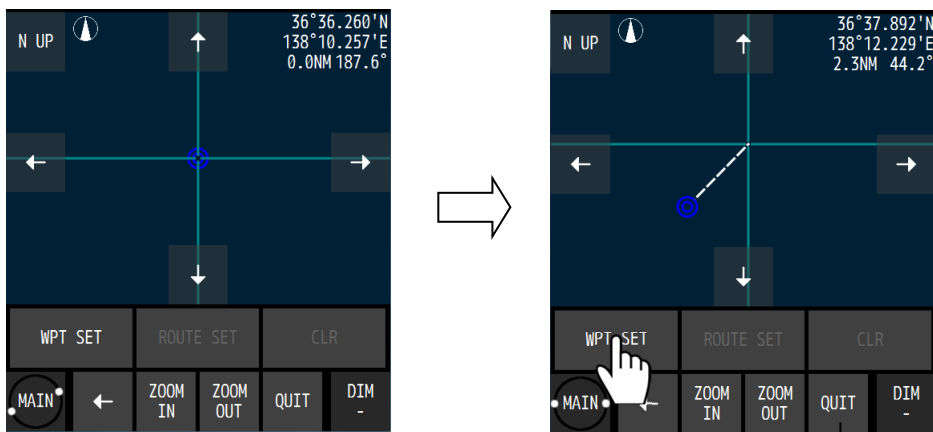 N UP
36°36.260'N
138°10.257'E
0.0NM 187.6°
WPT SET
ROUTE SET
CLR
MAIN
ZOOM
IN
ZOOM
OUT
QUIT
DIM
-
N UP
36°37.892'N
138°12.229'E
2.3NM 44.2°
WPT SET
ROUTE SET
CLR
MAIN
ZOOM
IN
ZOOM
OUT
QUIT
DIM
-